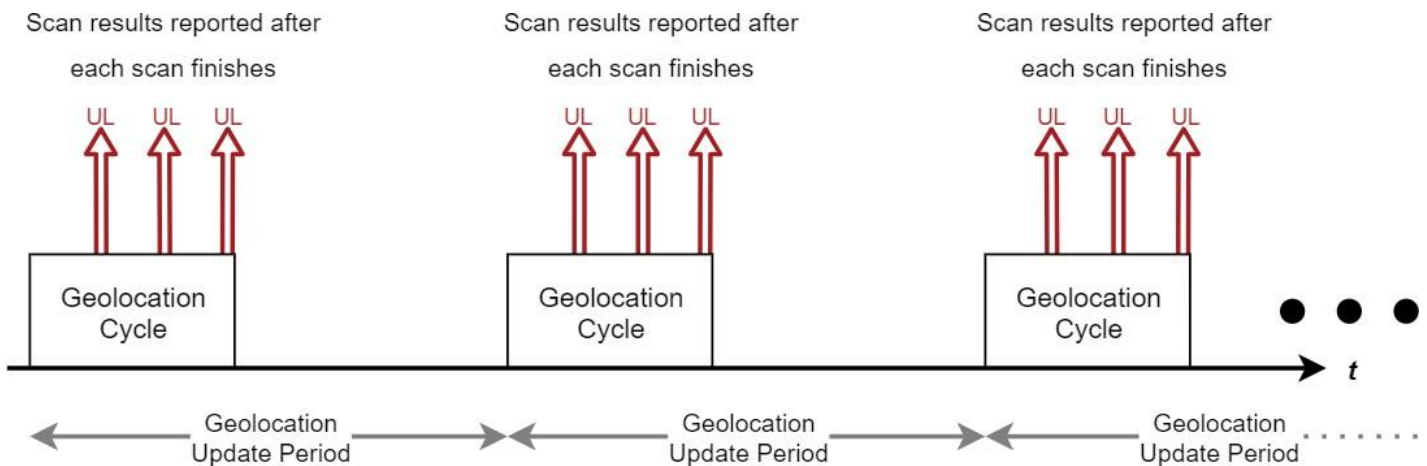 Scan results reported after
each scan finishes
Scan results reported after
each scan finishes
Scan results reported after
each scan finishes
UL UL UL
UL UL UL
UL UL UL
Geolocation
Cycle
Geolocation
Cycle
Geolocation
Cycle
t
Geolocation
Update Period
Geolocation
Update Period
Geolocation
Update Period